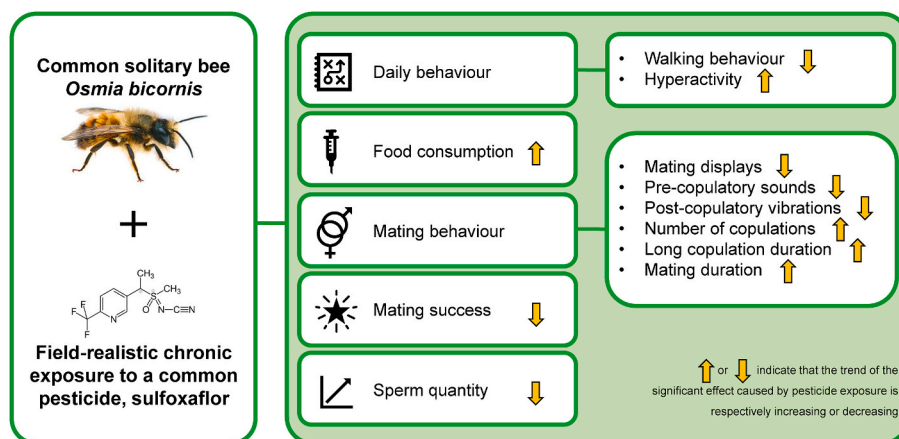 Common solitary bee
Osmia bicornis
+
CH₃
CH₃
S
O
N—C≡N
F
F
F
N
Field-realistic chronic
exposure to a common
pesticide, sulfoxaflor
Daily behaviour
Food consumption
Mating behaviour
Mating success
Sperm quantity
• Walking behaviour
• Hyperactivity
• Mating displays
• Pre-copulatory sounds
• Post-copulatory vibrations
• Number of copulations
• Long copulation duration
• Mating duration
or indicate that the trend of the
significant effect caused by pesticide exposure is
respectively increasing or decreasing